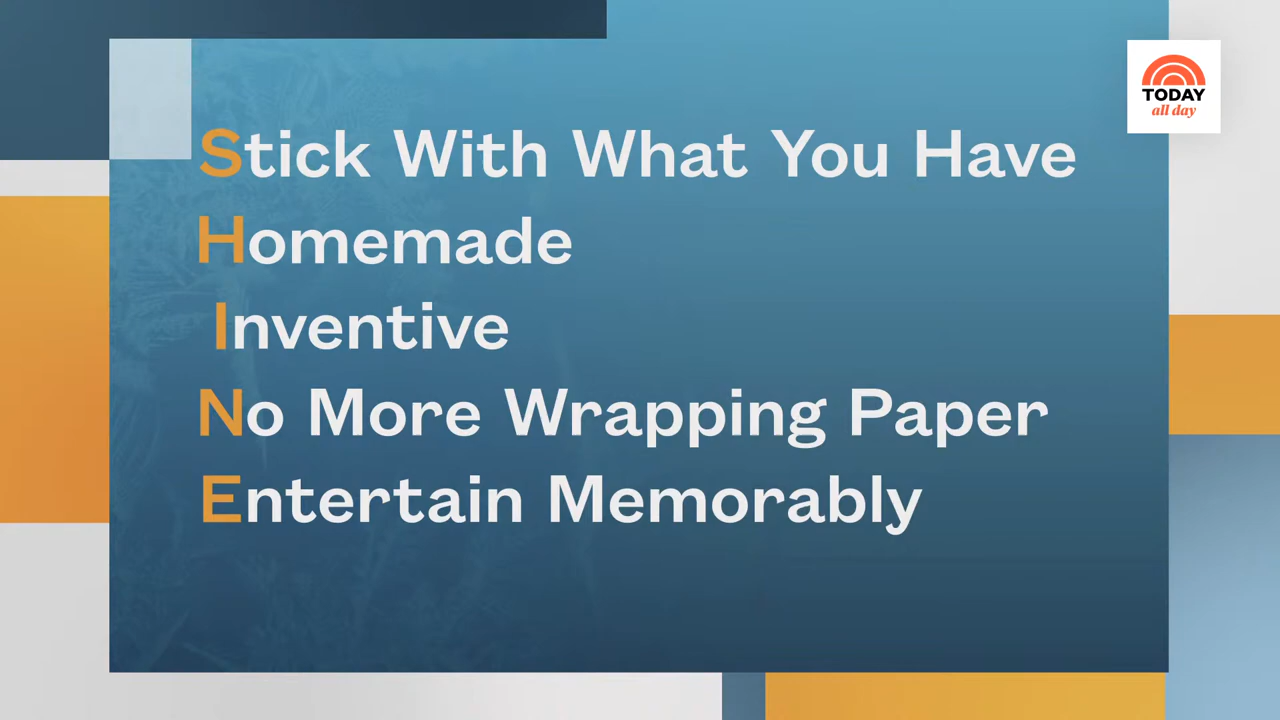 TODAY
all day
Stick With What You Have
Homemade
Inventive
No More Wrapping Paper
Entertain Memorably